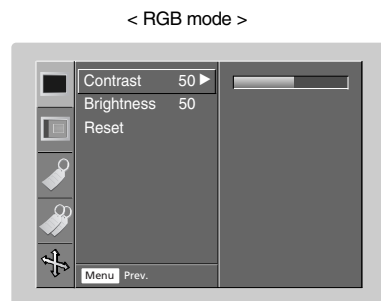 < RGB mode >
Contrast 50 ▶
Brightness 50
Reset
Menu Prev.